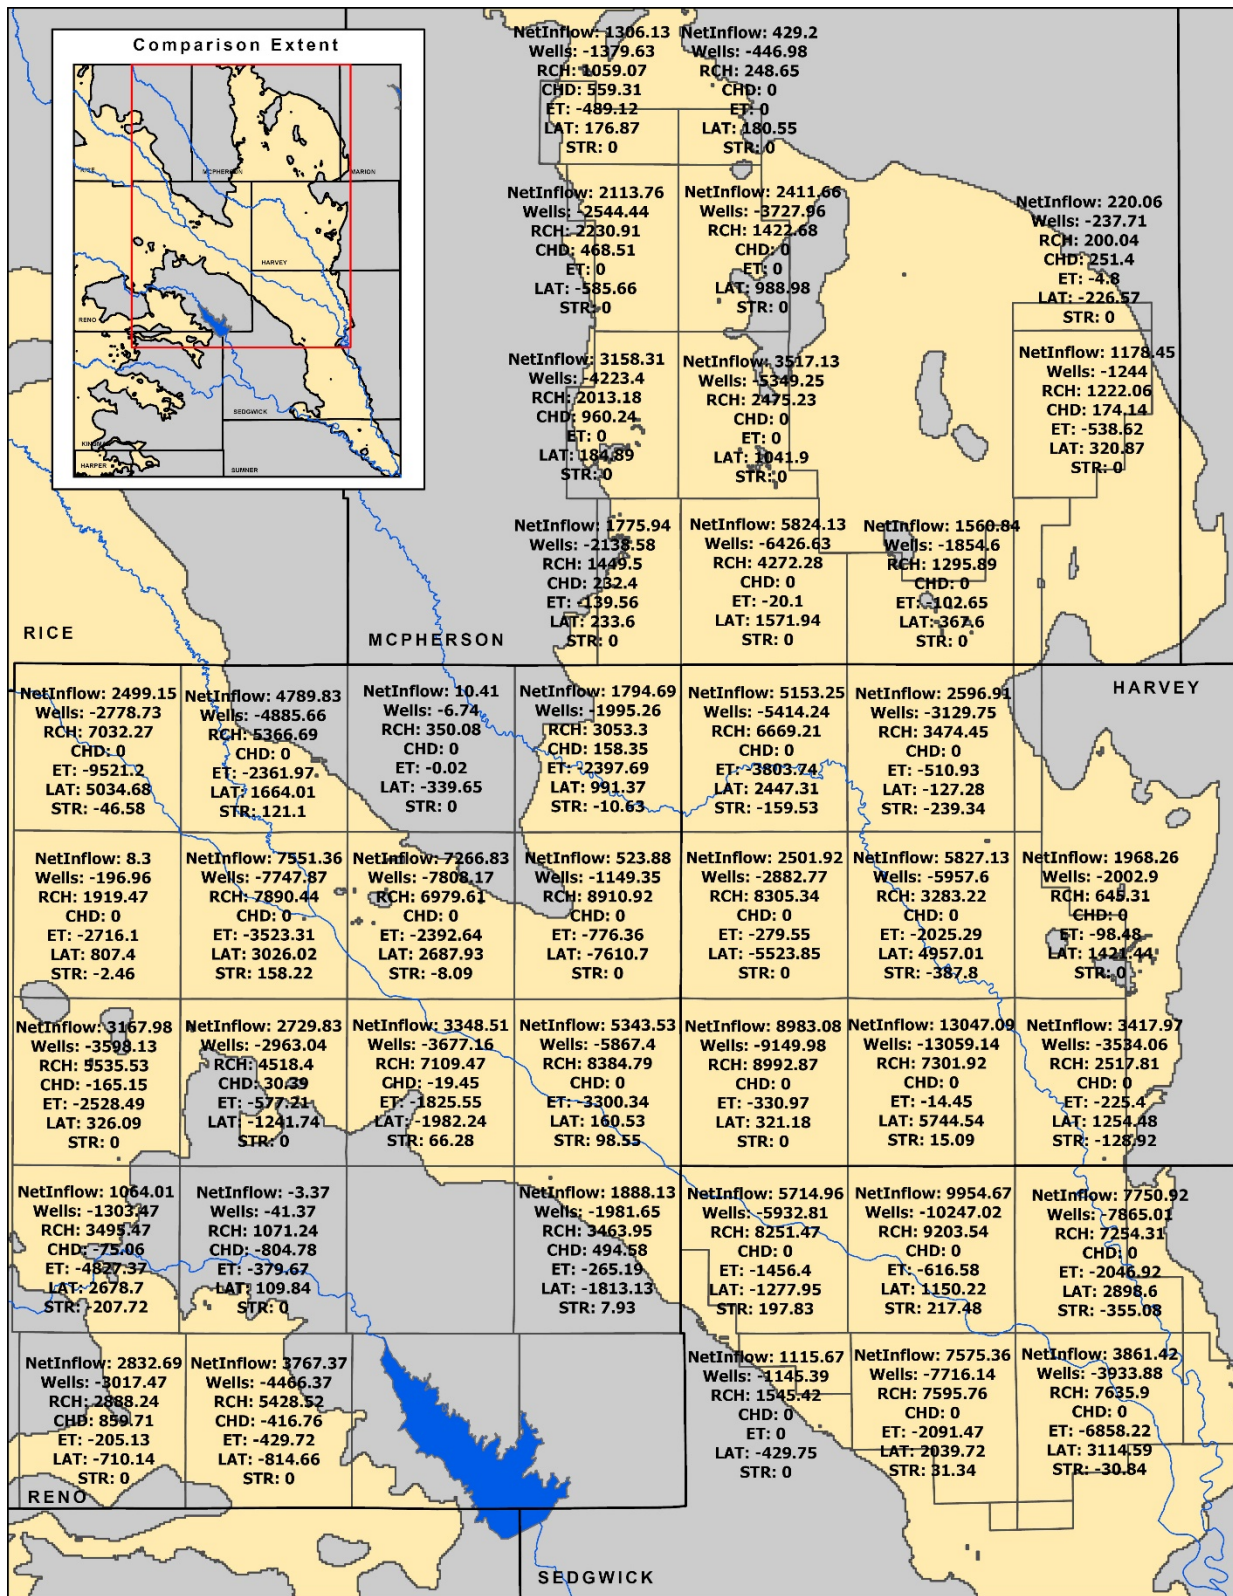 Comparison Extent
RICE
MCPHERSON
MARION
HARVEY
RENO
SEDGWICK
HARPER
SUMNER
NetInflow: 1306.13
Wells: -1379.63
RCH: 1059.07
CHD: 559.31
ET: -489.12
LAT: 176.87
STR: 0
NetInflow: 429.2
Wells: -446.98
RCH: 248.65
CHD: 0
ET: 0
LAT: 180.55
STR: 0
NetInflow: 2113.76
Wells: -2544.44
RCH: 2230.91
CHD: 468.51
ET: 0
LAT: -585.66
STR: 0
NetInflow: 2411.66
Wells: -3727.96
RCH: 1422.68
CHD: 0
ET: 0
LAT: 988.98
STR: 0
NetInflow: 220.06
Wells: -237.71
RCH: 200.04
CHD: 251.4
ET: -4.8
LAT: -226.57
STR: 0
NetInflow: 3158.31
Wells: -4223.4
RCH: 2013.18
CHD: 960.24
ET: 0
LAT: 184.89
STR: 0
NetInflow: 3517.13
Wells: -5349.25
RCH: 2475.23
CHD: 0
ET: 0
LAT: 1041.9
STR: 0
NetInflow: 1178.45
Wells: -1244
RCH: 1222.06
CHD: 174.14
ET: -538.62
LAT: 320.87
STR: 0
NetInflow: 1775.94
Wells: -2138.58
RCH: 1449.5
CHD: 232.4
ET: -139.56
LAT: 233.6
STR: 0
NetInflow: 5824.13
Wells: -6426.63
RCH: 4272.28
CHD: 0
ET: -20.1
LAT: 1571.94
STR: 0
NetInflow: 1560.84
Wells: -1854.6
RCH: 1295.89
CHD: 0
ET: -102.65
LAT: 367.6
STR: 0
RICE
MCPHERSON
HARVEY
NetInflow: 2499.15
Wells: -2778.73
RCH: 7032.27
CHD: 0
ET: -9521.2
LAT: 5034.68
STR: -46.58
NetInflow: 4789.83
Wells: -4885.66
RCH: 5366.69
CHD: 0
ET: -2361.97
LAT: 1664.01
STR: 121.1
NetInflow: 10.41
Wells: -6.74
RCH: 350.08
CHD: 0
ET: -0.02
LAT: -339.65
STR: 0
NetInflow: 1794.69
Wells: -1995.26
RCH: 3053.3
CHD: 158.35
ET: -2397.69
LAT: 991.37
STR: -10.63
NetInflow: 5153.25
Wells: -5414.24
RCH: 6669.21
CHD: 0
ET: -3803.74
LAT: 2447.31
STR: -159.53
NetInflow: 2596.91
Wells: -3129.75
RCH: 3474.45
CHD: 0
ET: -510.93
LAT: -127.28
STR: -239.34
NetInflow: 8.3
Wells: -196.96
RCH: 1919.47
CHD: 0
ET: -2716.1
LAT: 807.4
STR: -2.46
NetInflow: 7551.36
Wells: -7747.87
RCH: 7890.44
CHD: 0
ET: -3523.31
LAT: 3026.02
STR: 158.22
NetInflow: 7266.83
Wells: -7808.17
RCH: 6979.61
CHD: 0
ET: -2392.64
LAT: 2687.93
STR: -8.09
NetInflow: 523.88
Wells: -1149.35
RCH: 8910.92
CHD: 0
ET: -776.36
LAT: -7610.7
STR: 0
NetInflow: 2501.92
Wells: -2882.77
RCH: 8305.34
CHD: 0
ET: -279.55
LAT: -5523.85
STR: 0
NetInflow: 5827.13
Wells: -5957.6
RCH: 3283.22
CHD: 0
ET: -2025.29
LAT: 4957.01
STR: -387.8
NetInflow: 1968.26
Wells: -2002.9
RCH: 645.31
CHD: 0
ET: -98.48
LAT: 1421.44
STR: 0
NetInflow: 3167.98
Wells: -3598.13
RCH: 5535.53
CHD: -165.15
ET: -2528.49
LAT: 326.09
STR: 0
NetInflow: 2729.83
Wells: -2963.04
RCH: 4518.4
CHD: 30.39
ET: -577.21
LAT: -1241.74
STR: 0
NetInflow: 3348.51
Wells: -3677.16
RCH: 7109.47
CHD: -19.45
ET: -1825.55
LAT: -1982.24
STR: 66.28
NetInflow: 5343.53
Wells: -5867.4
RCH: 8384.79
CHD: 0
ET: -3300.34
LAT: 160.53
STR: 98.55
NetInflow: 8983.08
Wells: -9149.98
RCH: 8992.87
CHD: 0
ET: -330.97
LAT: 321.18
STR: 0
NetInflow: 13047.09
Wells: -13059.14
RCH: 7301.92
CHD: 0
ET: -14.45
LAT: 5744.54
STR: 15.09
NetInflow: 3417.97
Wells: -3534.06
RCH: 2517.81
CHD: 0
ET: -225.4
LAT: 1254.48
STR: -128.92
NetInflow: 1064.01
Wells: -1303.47
RCH: 3495.47
CHD: -75.06
ET: -4827.37
LAT: 2678.7
STR: -207.72
NetInflow: -3.37
Wells: -41.37
RCH: 1071.24
CHD: -804.78
ET: -379.67
LAT: 109.84
STR: 0
NetInflow: 1888.13
Wells: -1981.65
RCH: 3463.95
CHD: 494.58
ET: -265.19
LAT: -1813.13
STR: 7.93
NetInflow: 5714.96
Wells: -5932.81
RCH: 8251.47
CHD: 0
ET: -1456.4
LAT: -1277.95
STR: 197.83
NetInflow: 9954.67
Wells: -10247.02
RCH: 9203.54
CHD: 0
ET: -616.58
LAT: 1150.22
STR: 217.48
NetInflow: 7750.92
Wells: -7865.01
RCH: 7254.31
CHD: 0
ET: -2046.92
LAT: 2898.6
STR: -355.08
NetInflow: 2832.69
Wells: -3017.47
RCH: 2888.24
CHD: 859.71
ET: -205.13
LAT: -710.14
STR: 0
NetInflow: 3767.37
Wells: -4466.37
RCH: 5428.52
CHD: -416.76
ET: -429.72
LAT: -814.66
STR: 0
NetInflow: 1115.67
Wells: -1145.39
RCH: 1545.42
CHD: 0
ET: 0
LAT: -429.75
STR: 0
NetInflow: 7575.36
Wells: -7716.14
RCH: 7595.76
CHD: 0
ET: -2091.47
LAT: 2039.72
STR: 31.34
NetInflow: 3861.42
Wells: -3933.88
RCH: 7635.9
CHD: 0
ET: -6858.22
LAT: 3114.59
STR: -30.84
RENO
SEDGWICK